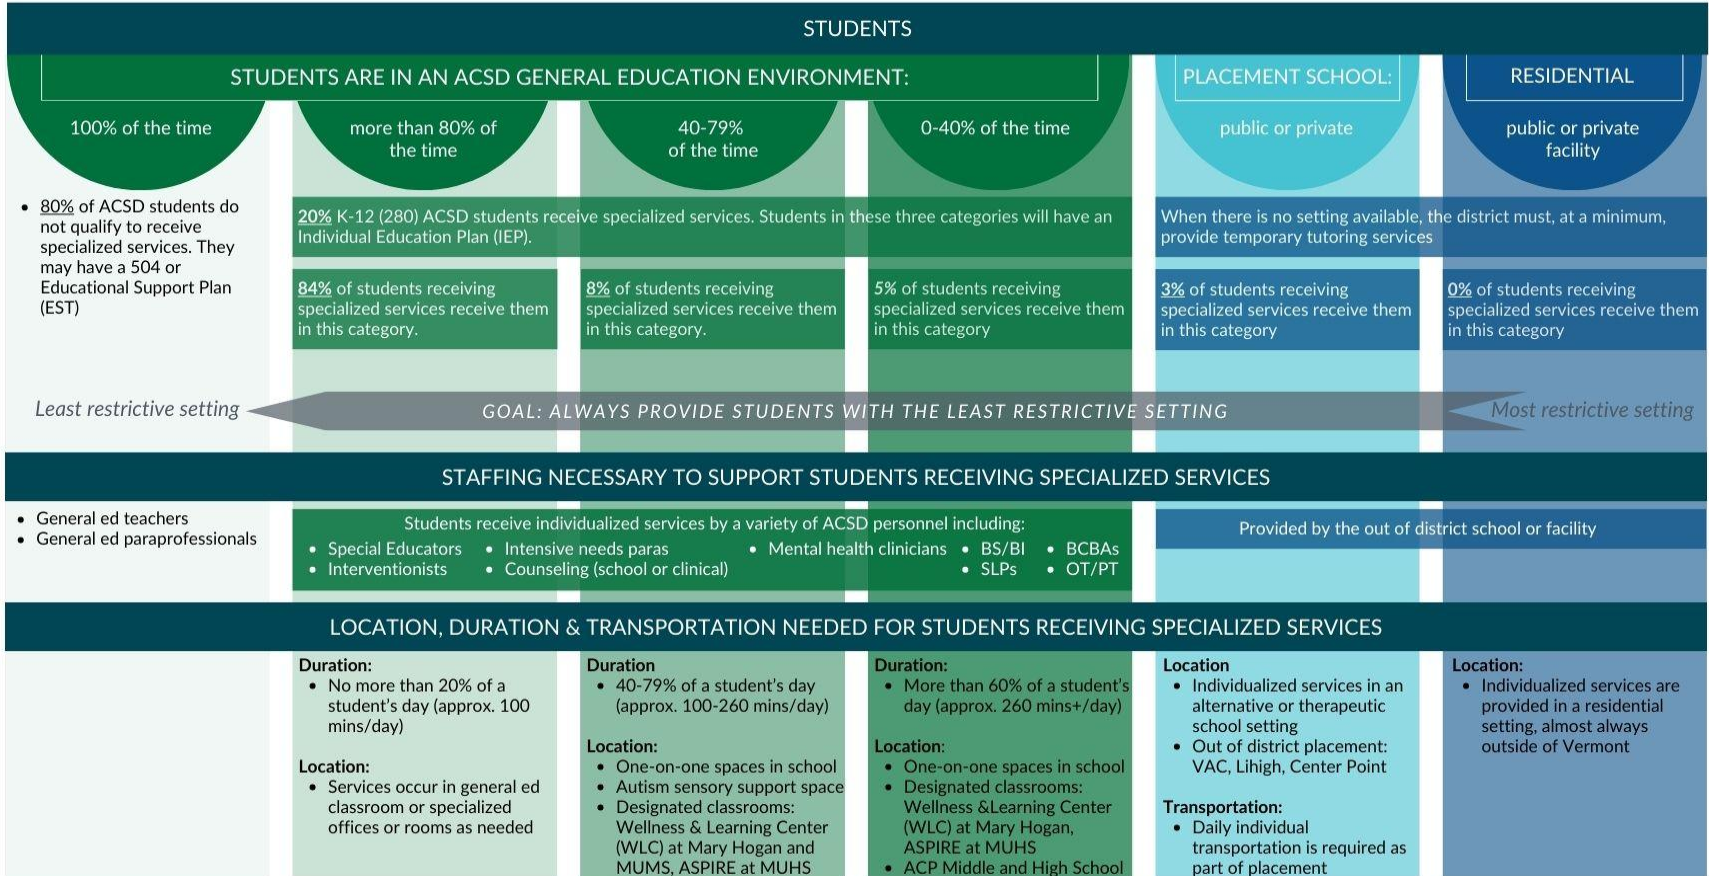 STUDENTS
STUDENTS ARE IN AN ACSD GENERAL EDUCATION ENVIRONMENT:
PLACEMENT SCHOOL:
RESIDENTIAL
100% of the time
more than 80% of
the time
40-79%
of the time
0-40% of the time
public or private
public or private
facility
• 80% of ACSD students do
not qualify to receive
specialized services. They
may have a 504 or
Educational Support Plan
(EST)
20% K-12 (280) ACSD students receive specialized services. Students in these three categories will have an
Individual Education Plan (IEP).
When there is no setting available, the district must, at a minimum,
provide temporary tutoring services
84% of students receiving
specialized services receive them
in this category.
8% of students receiving
specialized services receive them
in this category.
5% of students receiving
specialized services receive them
in this category
3% of students receiving
specialized services receive them
in this category
0% of students receiving
specialized services receive them
in this category
Least restrictive setting
GOAL: ALWAYS PROVIDE STUDENTS WITH THE LEAST RESTRICTIVE SETTING
Most restrictive setting
STAFFING NECESSARY TO SUPPORT STUDENTS RECEIVING SPECIALIZED SERVICES
• General ed teachers
• General ed paraprofessionals
Students receive individualized services by a variety of ACSD personnel including:
• Special Educators
• Interventionists
• Intensive needs paras
• Counseling (school or clinical)
• Mental health clinicians
• BS/BI
• SLPs
• BCBAs
• OT/PT
Provided by the out of district school or facility
LOCATION, DURATION & TRANSPORTATION NEEDED FOR STUDENTS RECEIVING SPECIALIZED SERVICES
Duration:
• No more than 20% of a
student's day (approx. 100
mins/day)
Location:
• Services occur in general ed
classroom or specialized
offices or rooms as needed
Duration
• 40-79% of a student's day
(approx. 100-260 mins/day)
Location:
• One-on-one spaces in school
• Autism sensory support space
• Designated classrooms:
Wellness & Learning Center
(WLC) at Mary Hogan and
MUMS, ASPIRE at MUHS
Duration:
• More than 60% of a student's
day (approx. 260 mins+/day)
Location:
• One-on-one spaces in school
• Designated classrooms:
Wellness &Learning Center
(WLC) at Mary Hogan,
ASPIRE at MUHS
• ACP Middle and High School
Location
• Individualized services in an
alternative or therapeutic
school setting
• Out of district placement:
VAC, Lihigh, Center Point
Transportation:
• Daily individual
transportation is required as
part of placement
Location:
• Individualized services are
provided in a residential
setting, almost always
outside of Vermont